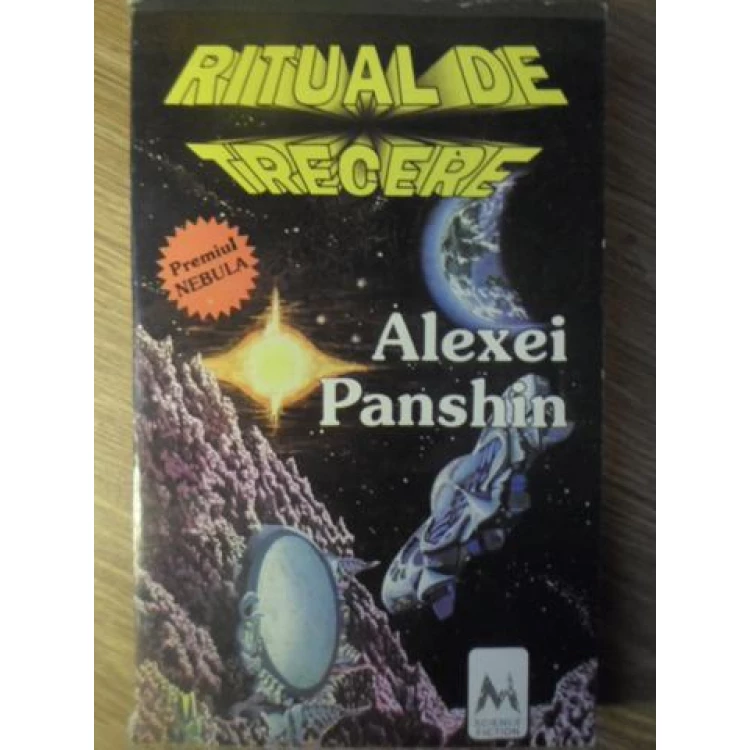 RITUAL DE
TRECERE
Premiul
NEBULA
Alexei
Panshin
SCIENCE
FICTION